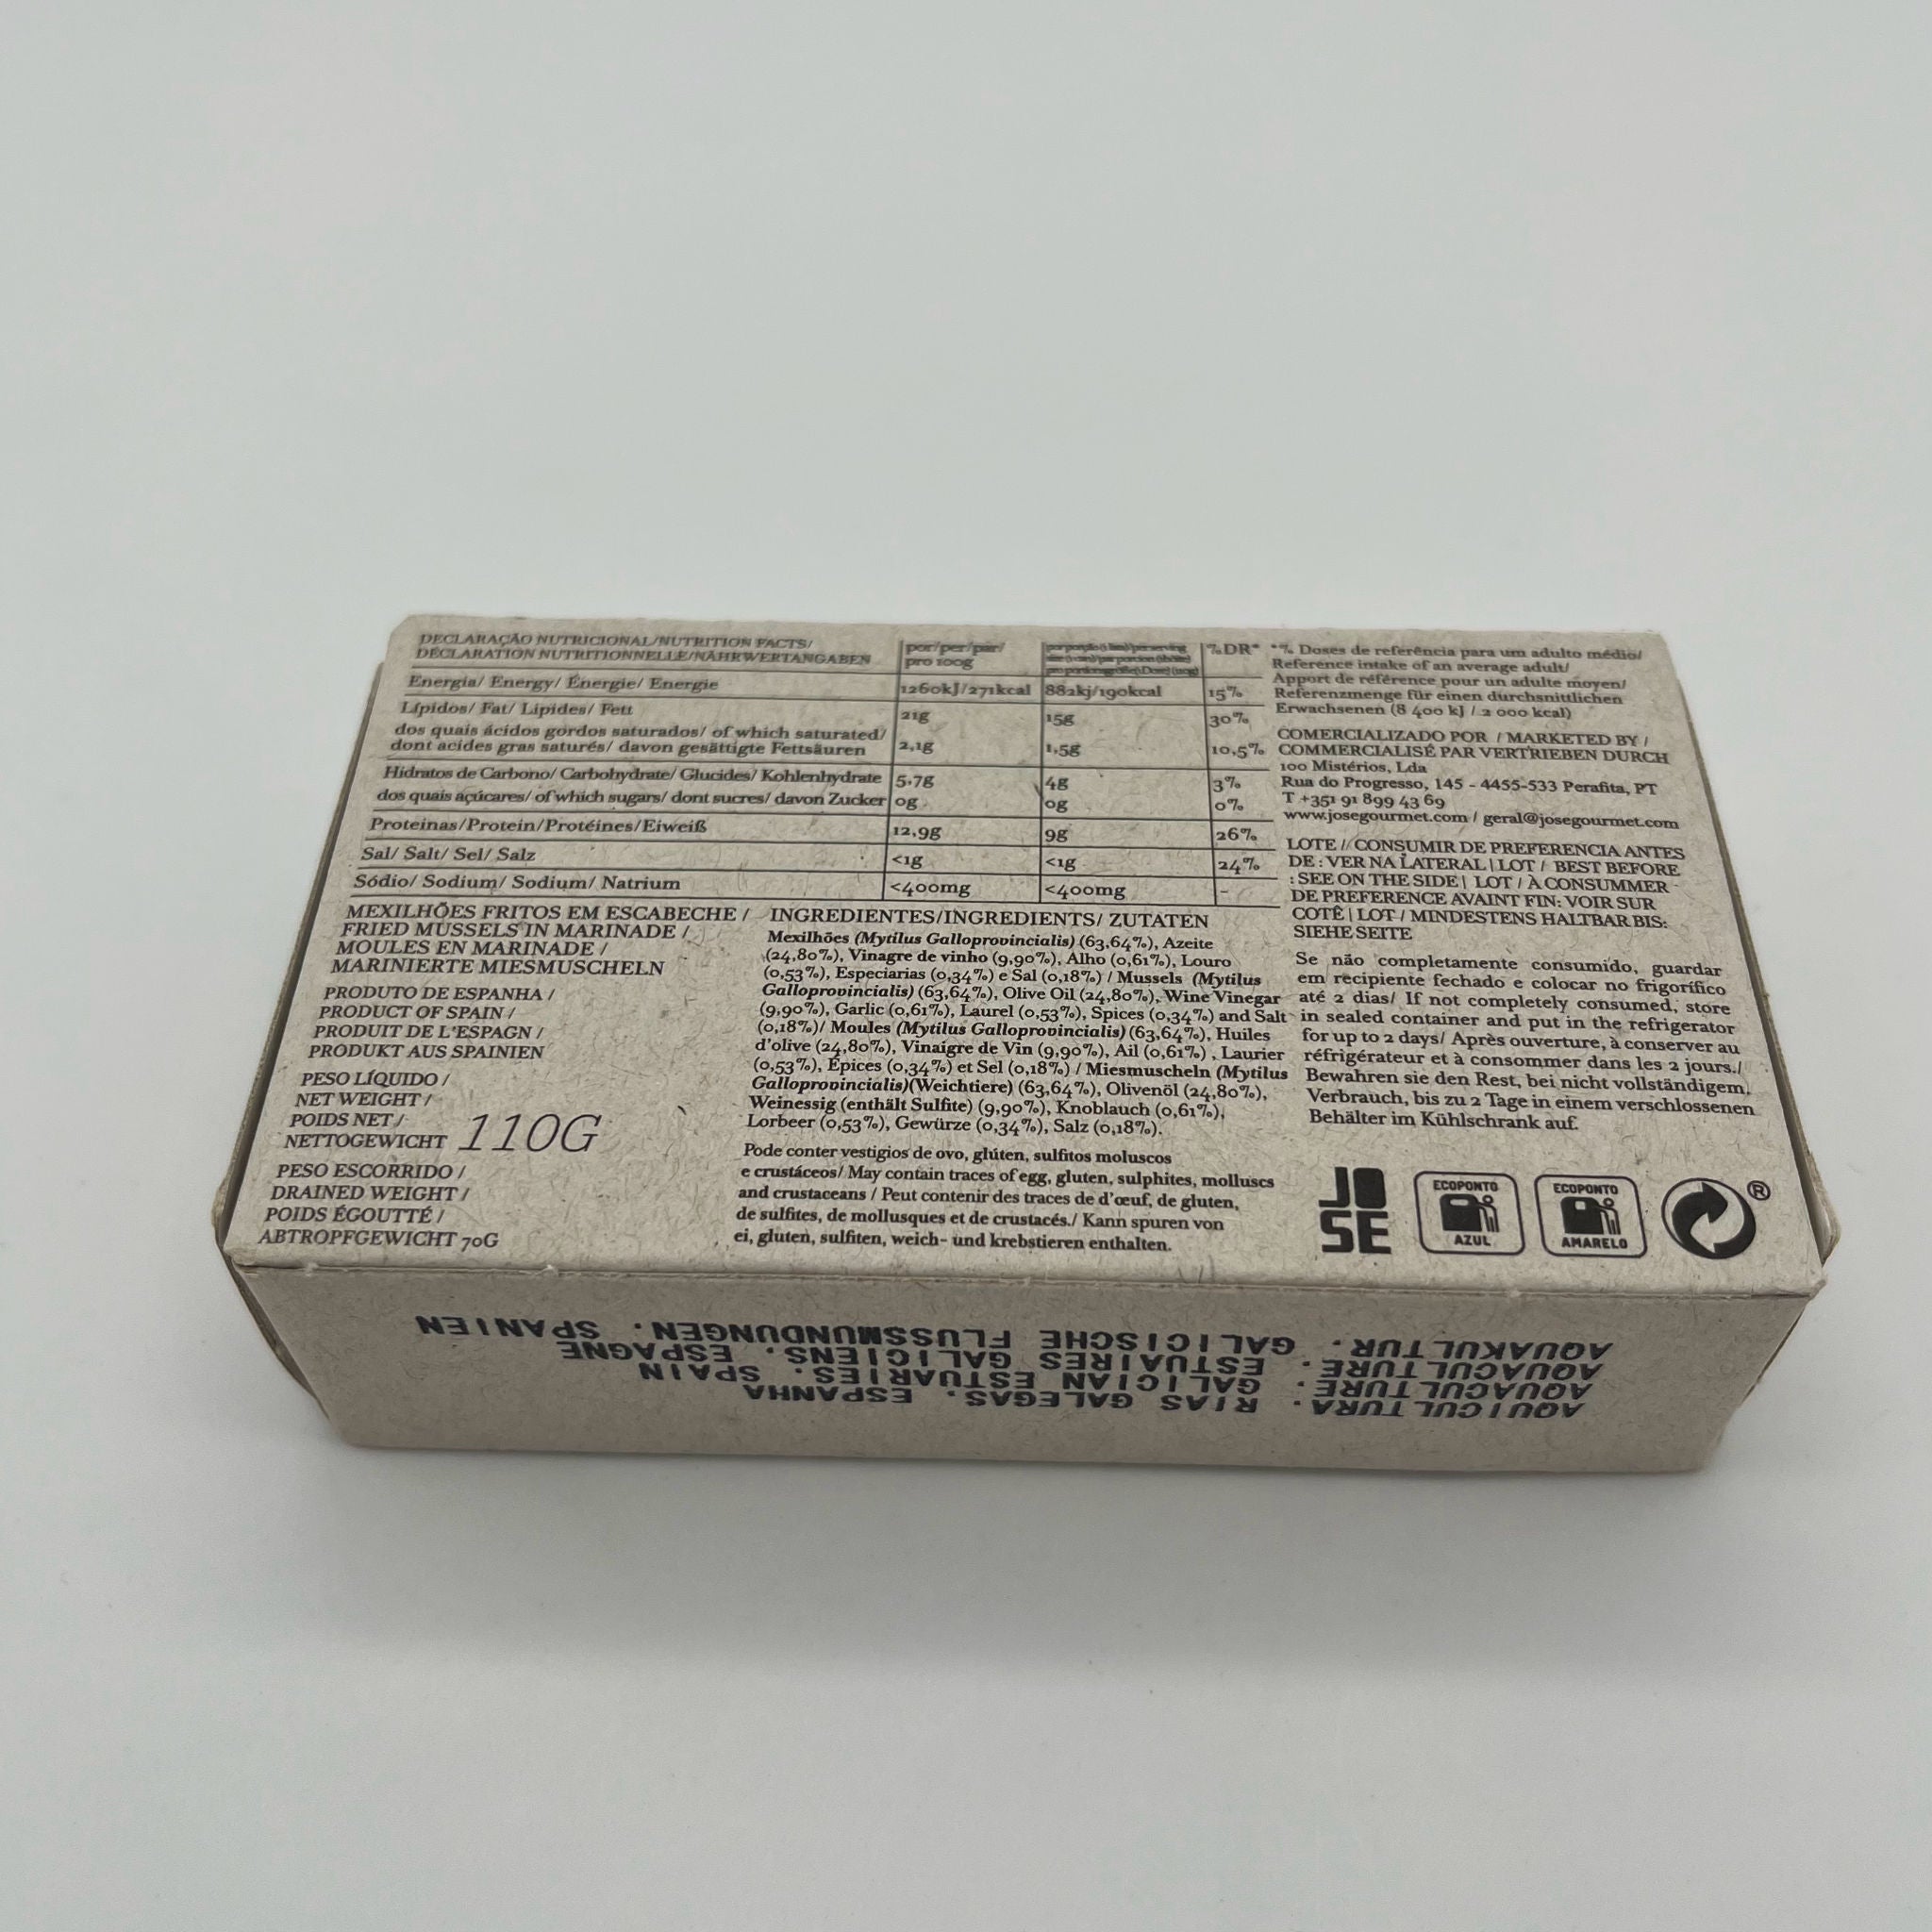 DECLARAÇÃO NUTRICIONAL/NUTRITION FACTS/
DÉCLARATION NUTRITIONNELLE/NÄHRWERTANGABEN
por/per/par/
pro 100g
%DR*
Energia/ Energy/ Énergie/ Energie 1260kJ/271kcal 882kj/190kcal 15%
Lípidos/ Fat/ Lipides/ Fett 21g 15g 30%
dos quais ácidos gordos saturados/ of which saturated/
dont acides gras saturés/ davon gesättigte Fettsäuren 2,1g 1,5g 10,5%
Hidratos de Carbono/ Carbohydrate/ Glucides/ Kohlenhydrate 5,7g 4g 3%
dos quais açúcares/ of which sugars/ dont sucres/ davon Zucker 0g 0g 0%
Proteinas/Protein/Protéines/Eiweiß 12,9g 9g 26%
Sal/ Salt/ Sel/ Salz <1g <1g 24%
Sódio/ Sodium/ Sodium/ Natrium <400mg <400mg -
MEXILHÕES FRITOS EM ESCABECHE /
FRIED MUSSELS IN MARINADE /
MOULES EN MARINADE /
MARINIERTE MIESMUSCHELN
PRODUTO DE ESPANHA /
PRODUCT OF SPAIN /
PRODUIT DE L'ESPAGN /
PRODUKT AUS SPAINIEN
PESO LÍQUIDO /
NET WEIGHT /
POIDS NET /
NETTOGEWICHT 110G
PESO ESCORRIDO /
DRAINED WEIGHT /
POIDS ÉGOUTTÉ /
ABTROPFGEWICHT 70G
INGREDIENTES/INGREDIENTS/ ZUTATEN
Mexilhões (Mytilus Galloprovincialis) (63,64%), Azeite
(24,80%), Vinagre de vinho (9,90%), Alho (0,61%), Louro
(0,53%), Especiarias (0,34%) e Sal (0,18%) / Mussels (Mytilus
Galloprovincialis) (63,64%), Olive Oil (24,80%), Wine Vinegar
(9,90%), Garlic (0,61%), Laurel (0,53%), Spices (0,34%) and Salt
(0,18%)/ Moules (Mytilus Galloprovincialis) (63,64%), Huiles
d'olive (24,80%), Vinaigre de Vin (9,90%), Ail (0,61%) , Laurier
(0,53%), Épices (0,34%) et Sel (0,18%) / Miesmuscheln (Mytilus
Galloprovincialis)(Weichtiere) (63,64%), Olivenöl (24,80%),
Weinessig (enthält Sulfite) (9,90%), Knoblauch (0,61%),
Lorbeer (0,53%), Gewürze (0,34%), Salz (0,18%).
Pode conter vestigios de ovo, glúten, sulfitos moluscos
e crustáceos/ May contain traces of egg, gluten, sulphites, molluscs
and crustaceans / Peut contenir des traces de d'œuf, de gluten,
de sulfites, de mollusques et de crustacés./ Kann spuren von
ei, gluten, sulfiten, weich- und krebstieren enthalten.
*% Doses de referência para um adulto médio/
Reference intake of an average adult/
Apport de référence pour un adulte moyen/
Referenzmenge für einen durchsnittlichen
Erwachsenen (8 400 kJ / 2 000 kcal)
COMERCIALIZADO POR / MARKETED BY /
COMMERCIALISÉ PAR VERTRIEBEN DURCH
100 Mistérios, Lda
Rua do Progresso, 145 - 4455-533 Perafita, PT
T +351 91 899 43 69
www.josegourmet.com / geral@josegourmet.com
LOTE // CONSUMIR DE PREFERENCIA ANTES
DE : VER NA LATERAL | LOT / BEST BEFORE
: SEE ON THE SIDE | LOT / À CONSUMMER
DE PREFERENCE AVAINT FIN: VOIR SUR
COTÊ | LOT / MINDESTENS HALTBAR BIS:
SIEHE SEITE
Se não completamente consumido, guardar
em recipiente fechado e colocar no frigorífico
até 2 dias/ If not completely consumed, store
in sealed container and put in the refrigerator
for up to 2 days/ Après ouverture, à conserver au
réfrigérateur et à consommer dans les 2 jours./
Bewahren sie den Rest, bei nicht vollständigem,
Verbrauch, bis zu 2 Tage in einem verschlossenen
Behälter im Kühlschrank auf.
JO
SE
ECOPONTO
AZUL
ECOPONTO
AMARELO
®
AQUICULTURA. RIAS GALEGAS. ESPANHA
AQUACULTURE. GALICIAN ESTUARIES. SPAIN
AQUACULTURE. ESTUAIRES GALICIENS. ESPAGNE
AQUAKULTUR. GALICISCHE FLUSSMUNDUNGEN. SPANIEN